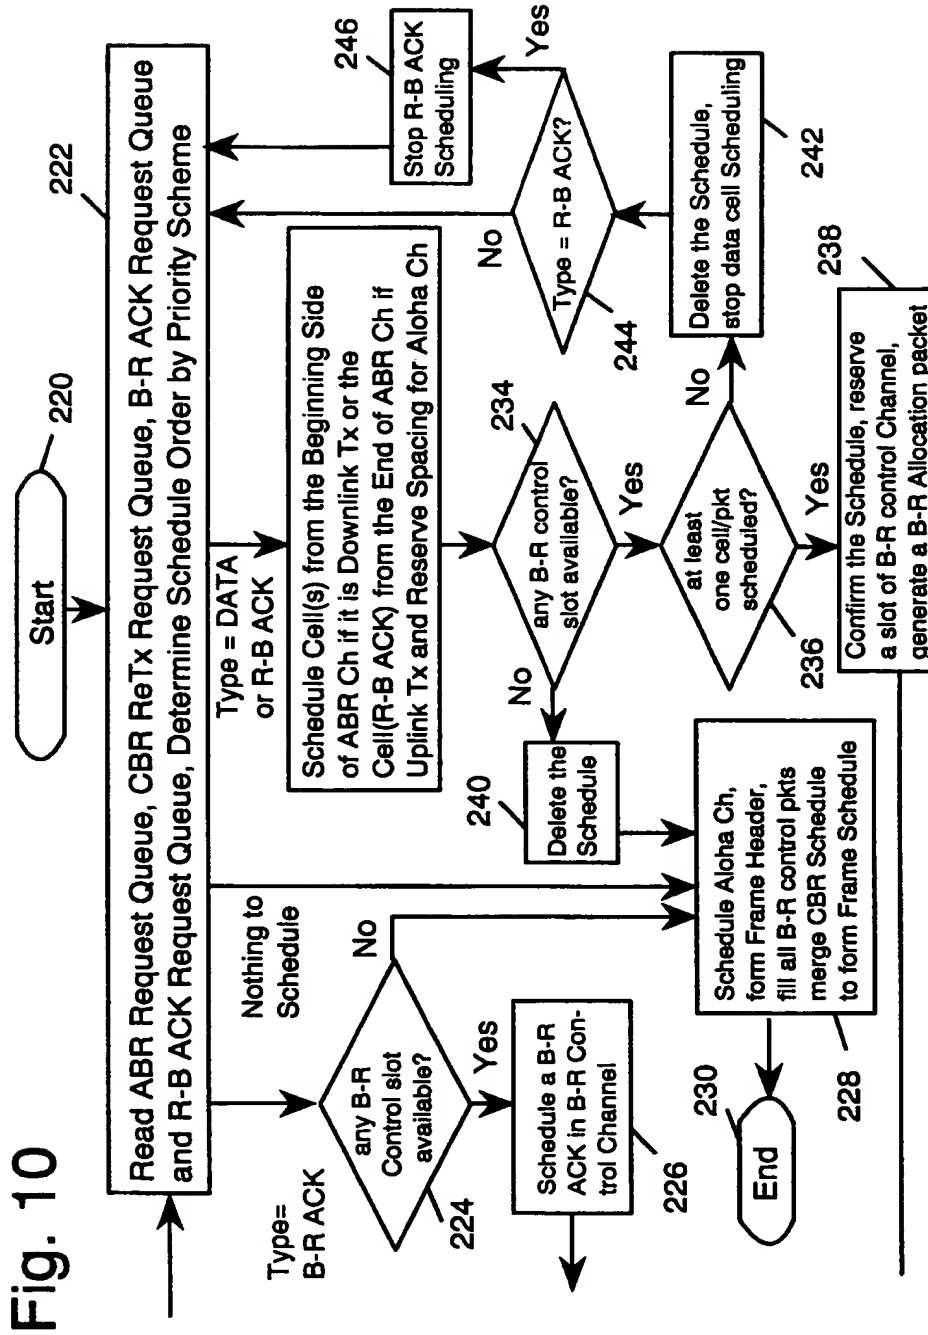 Fig. 10
Start
220
222
Read ABR Request Queue, CBR ReTx Request Queue, B-R ACK Request Queue
and R-B ACK Request Queue, Determine Schedule Order by Priority Scheme
Type=
B-R ACK
Nothing to
Schedule
Type = DATA
or R-B ACK
any B-R
Control slot
available?
224
No
Yes
Schedule a B-R
ACK in B-R Con-
trol Channel
226
Schedule Cell(s) from the Beginning Side
of ABR Ch if it is Downlink Tx or the
Cell(R-B ACK) from the End of ABR Ch if
Uplink Tx and Reserve Spacing for Aloha Ch
any B-R control
slot available?
234
No
Yes
240
Delete the
Schedule
at least
one cell/pkt
scheduled?
236
No
Yes
Delete the Schedule,
stop data cell Scheduling
242
Type = R-B ACK?
244
No
Yes
Stop R-B ACK
Scheduling
246
Confirm the Schedule, reserve
a slot of B-R control Channel,
generate a B-R Allocation packet
238
Schedule Aloha Ch,
form Frame Header,
fill all B-R control pkts
merge CBR Schedule
to form Frame Schedule
228
230
End